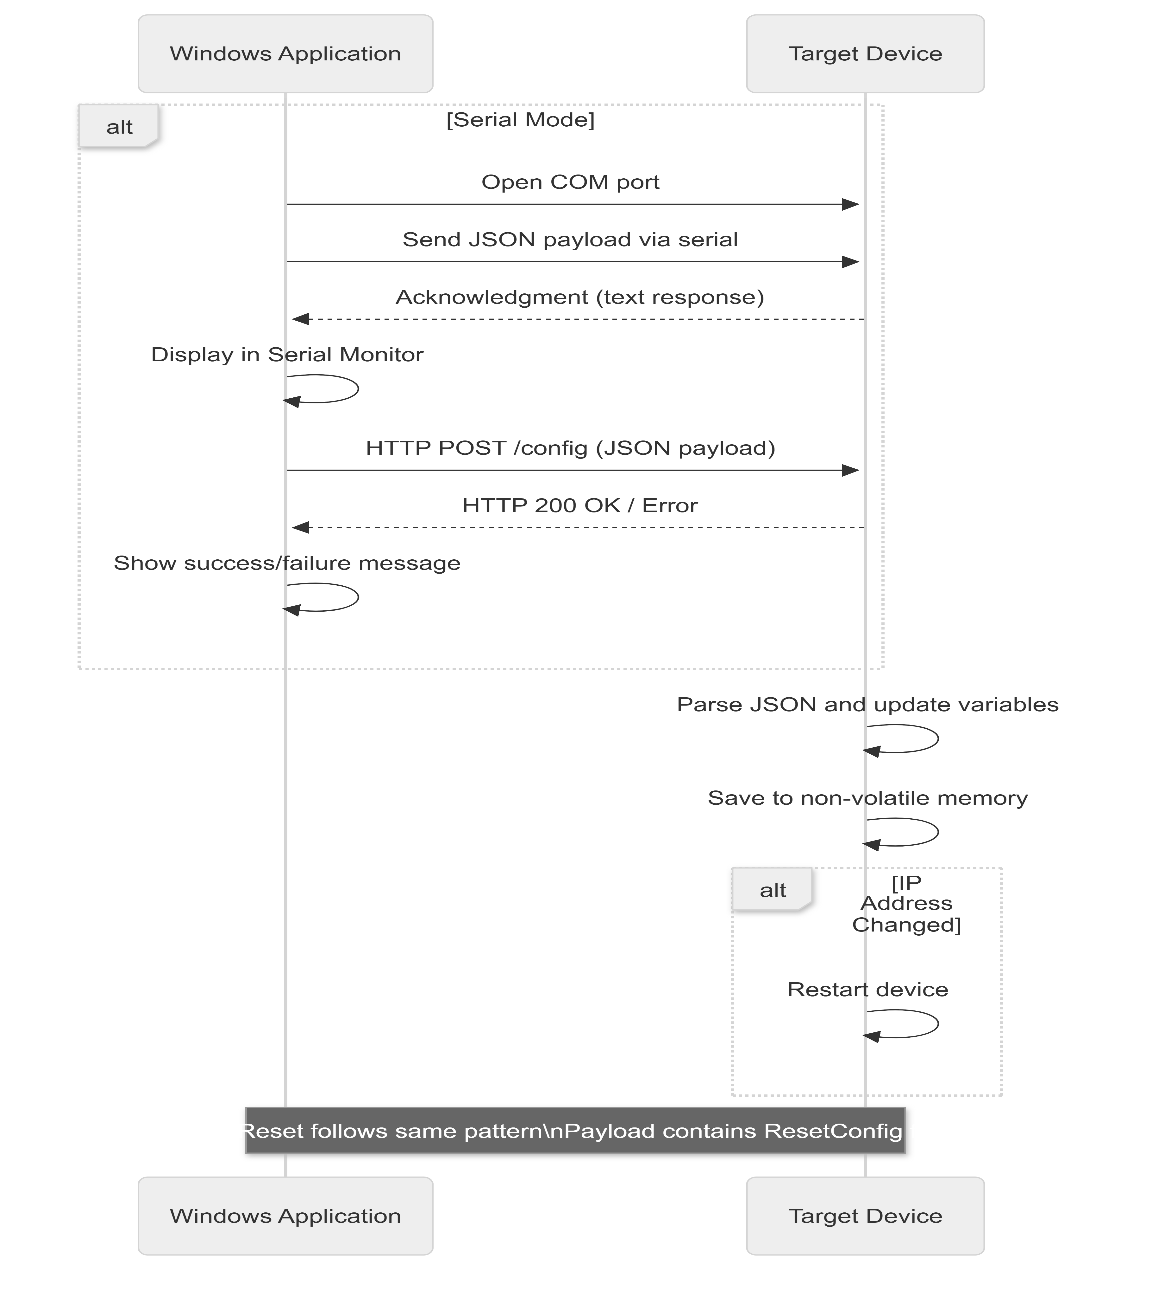 Windows Application
Target Device
alt
[Serial Mode]
Open COM port
Send JSON payload via serial
Acknowledgment (text response)
Display in Serial Monitor
HTTP POST /config (JSON payload)
HTTP 200 OK / Error
Show success/failure message
Parse JSON and update variables
Save to non-volatile memory
alt
[IP
Address
Changed]
Restart device
Reset follows same pattern\nPayload contains ResetConfig
Windows Application
Target Device